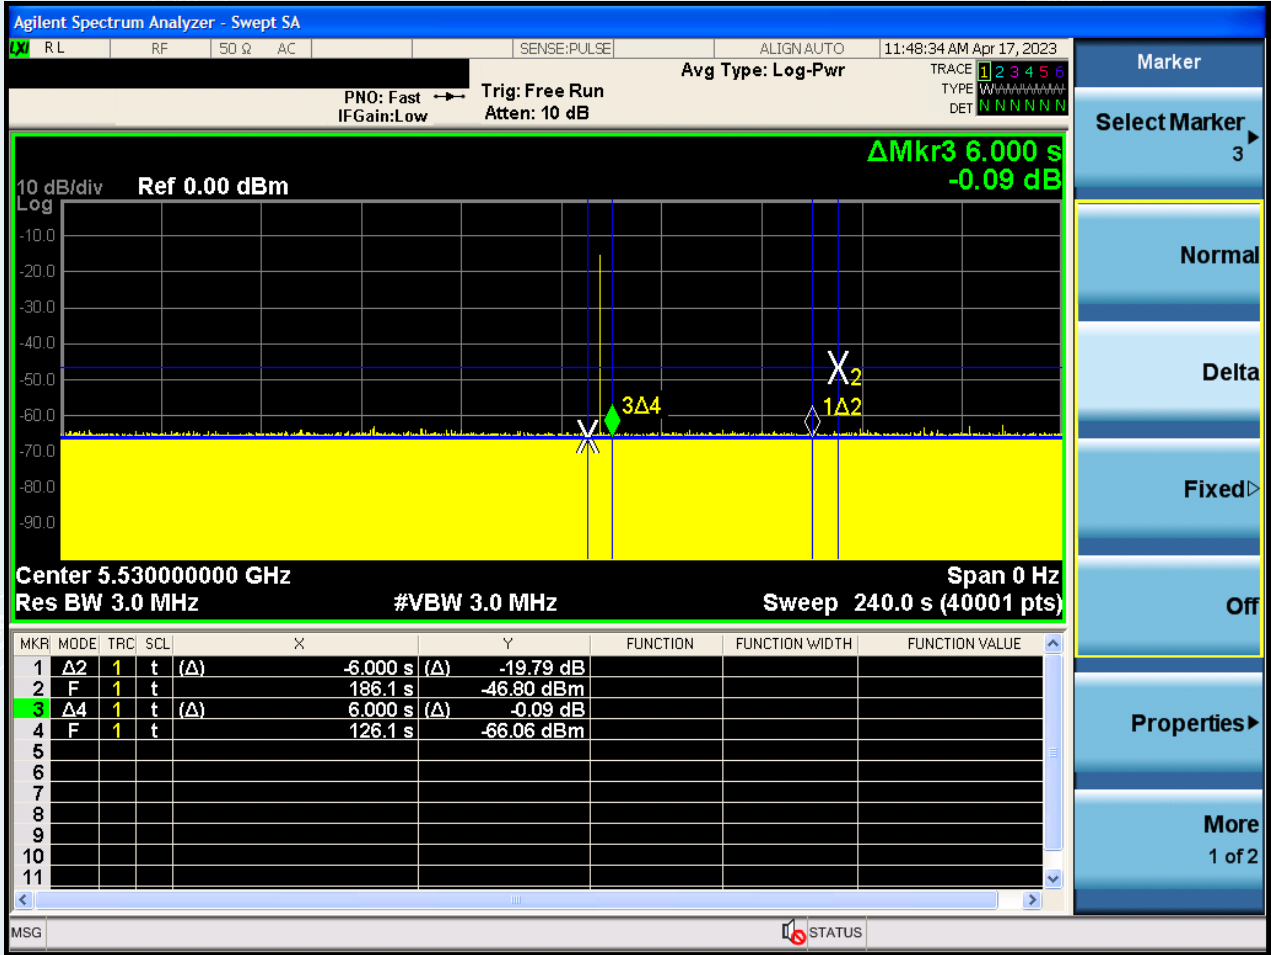 Agilent Spectrum Analyzer - Swept SA
LXI RL RF 50 Ω AC SENSE:PULSE ALIGN AUTO 11:48:34 AM Apr 17, 2023
PNO: Fast
IFGain:Low
Trig: Free Run
Atten: 10 dB
Avg Type: Log-Pwr
TRACE 1 2 3 4 5 6
TYPE WWWWWW
DET N N N N N N
ΔMkr3 6.000 s
-0.09 dB
10 dB/div Ref 0.00 dBm
Log
-10.0
-20.0
-30.0
-40.0
-50.0
-60.0
-70.0
-80.0
-90.0
2
3Δ4
1Δ2
Center 5.530000000 GHz Span 0 Hz
Res BW 3.0 MHz #VBW 3.0 MHz Sweep 240.0 s (40001 pts)
MKR MODE TRC SCL X Y FUNCTION FUNCTION WIDTH FUNCTION VALUE
1 Δ2 1 t (Δ) -6.000 s (Δ) -19.79 dB
2 F 1 t 186.1 s -46.80 dBm
3 Δ4 1 t (Δ) 6.000 s (Δ) -0.09 dB
4 F 1 t 126.1 s -66.06 dBm
5
6
7
8
9
10
11
MSG STATUS
Marker
Select Marker
3
Normal
Delta
Fixed
Off
Properties
More
1 of 2